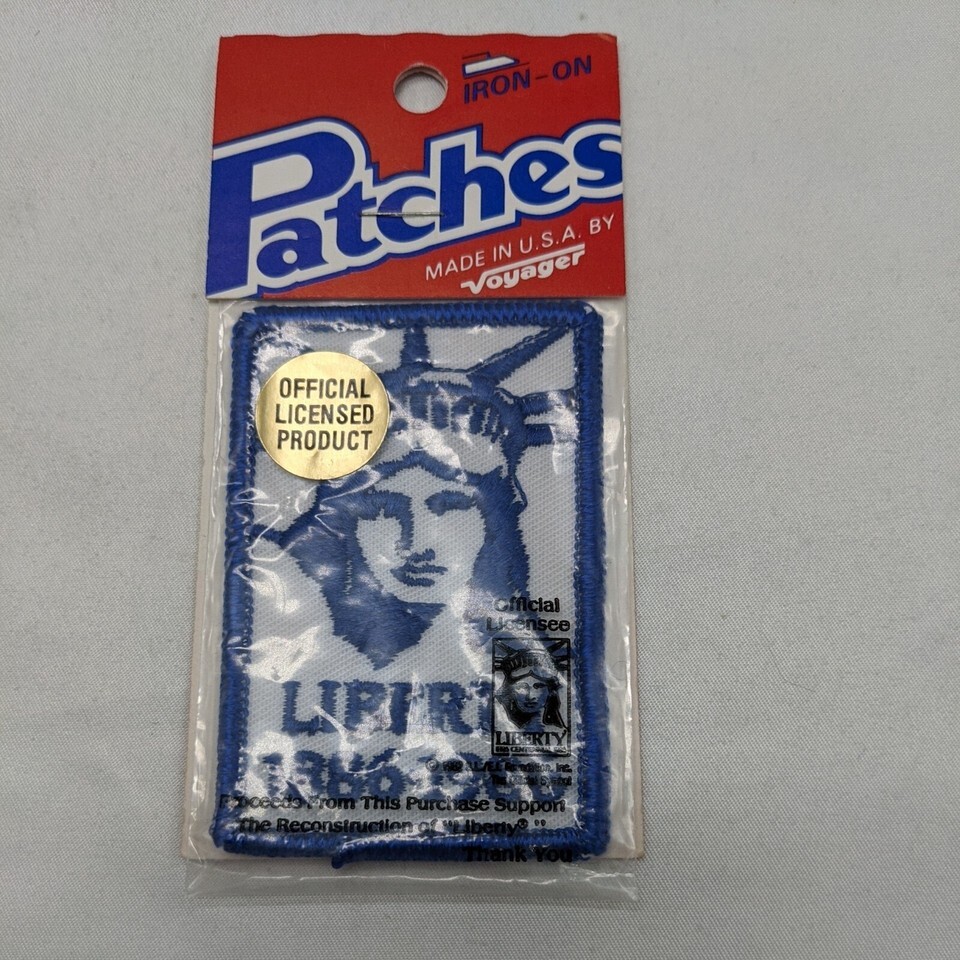 IRON-ON
Patches
MADE IN U.S.A. BY
Voyager
OFFICIAL
LICENSED
PRODUCT
Official
Licensee
LIBERTY
LIBERTY
Proceeds From This Purchase Support
The Reconstruction of "Liberty® "
Thank You